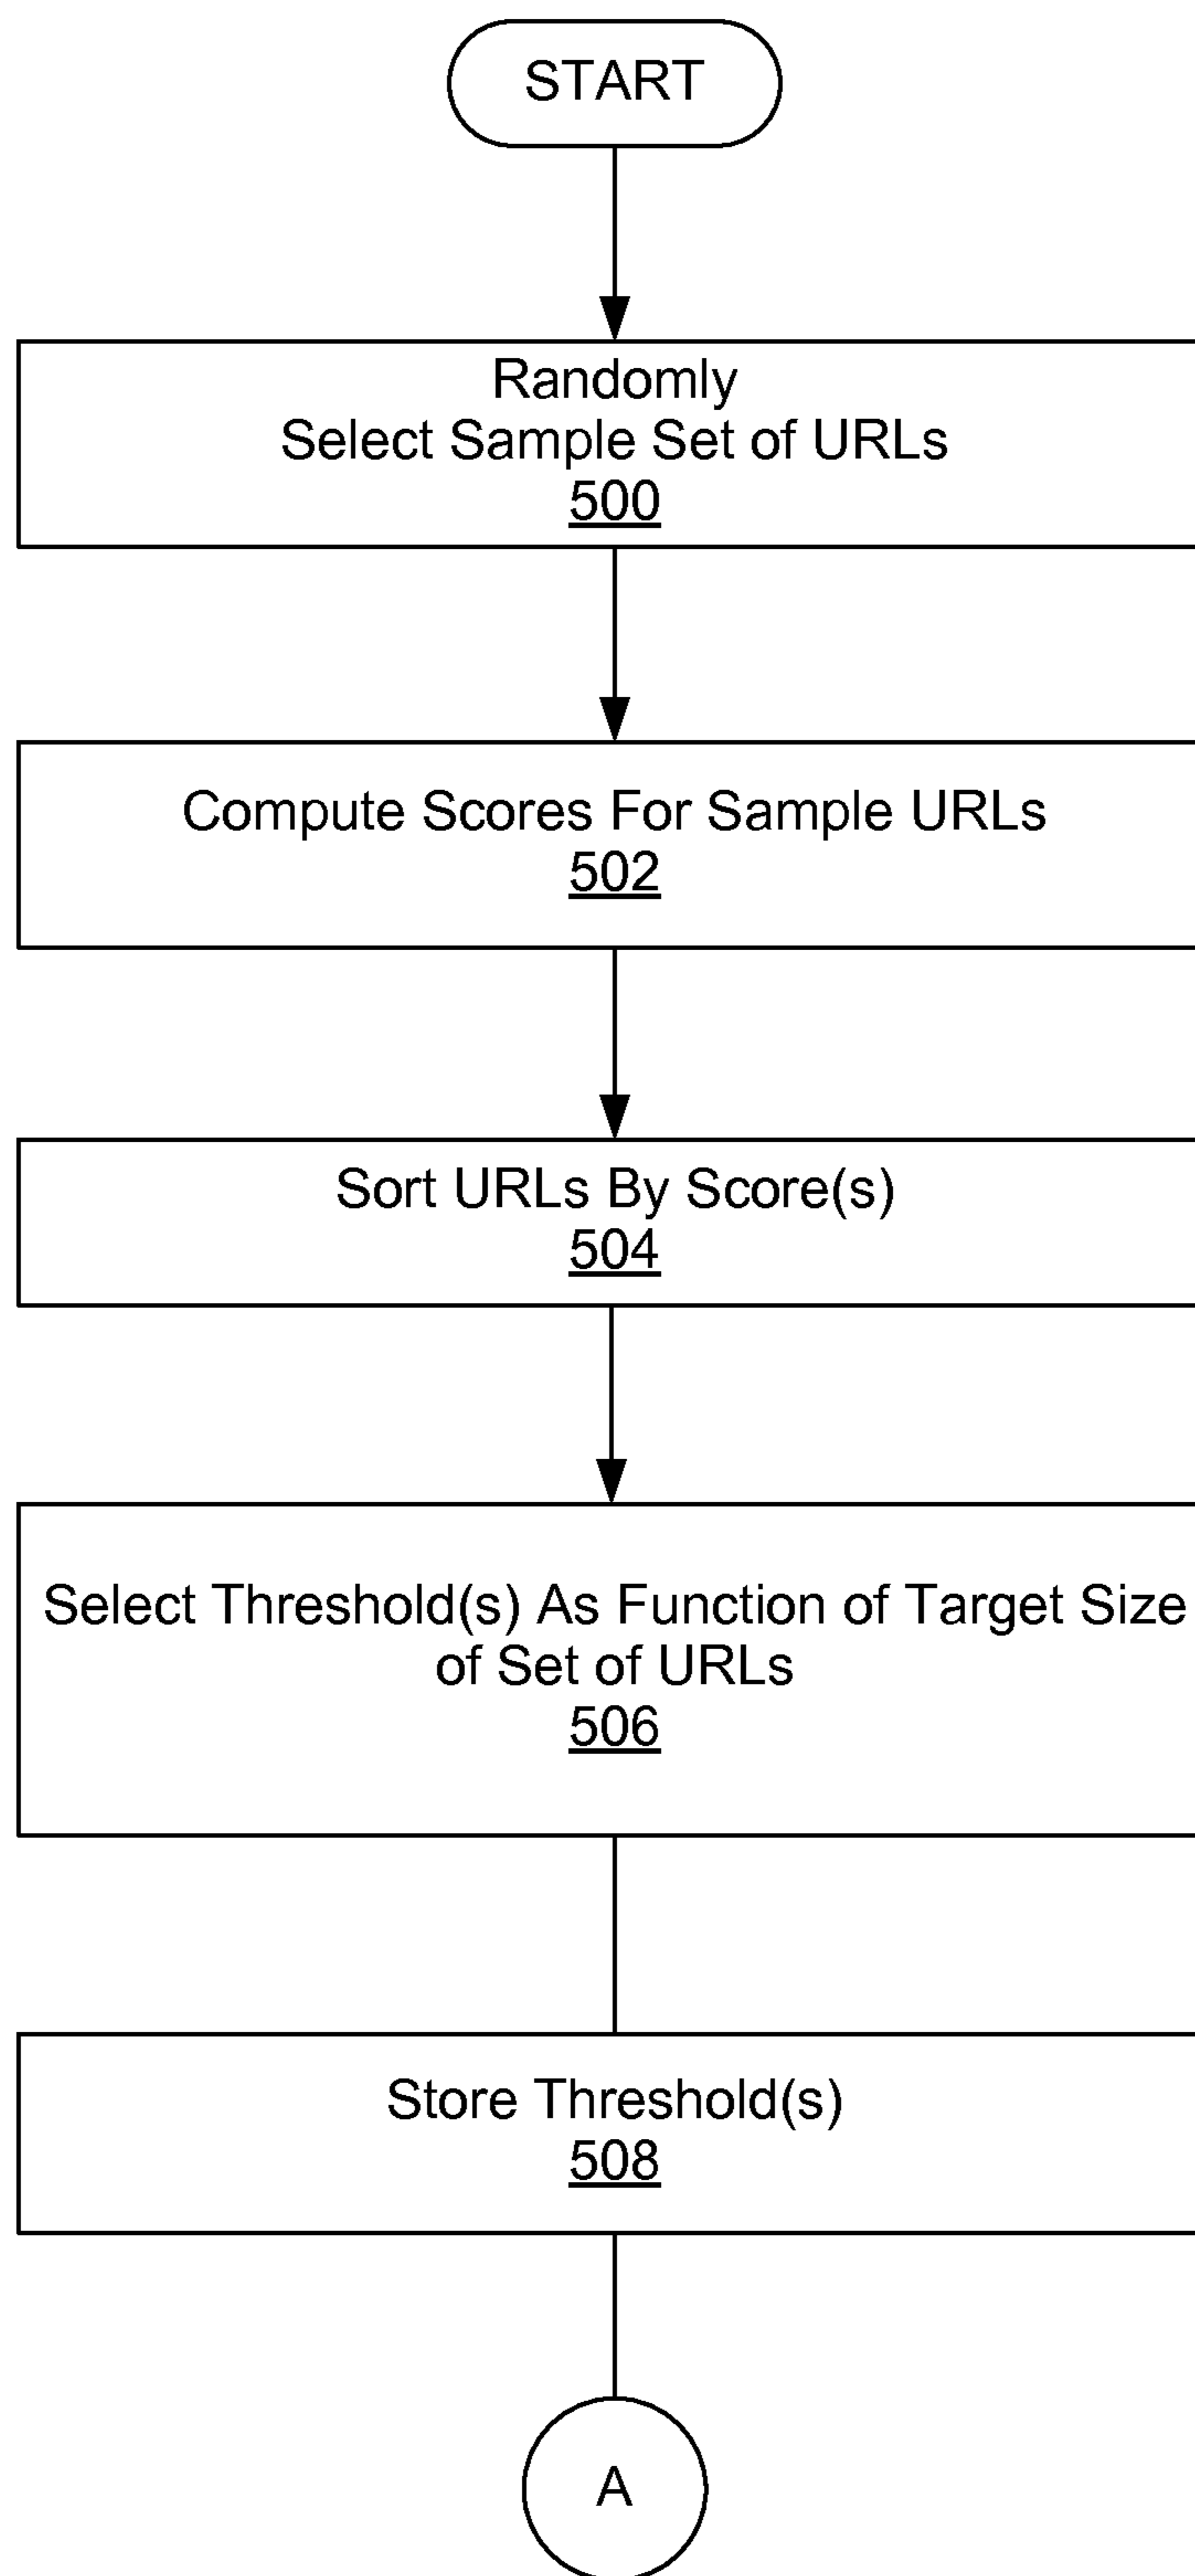 START
Randomly
Select Sample Set of URLs
500
Compute Scores For Sample URLs
502
Sort URLs By Score(s)
504
Select Threshold(s) As Function of Target Size
of Set of URLs
506
Store Threshold(s)
508
A